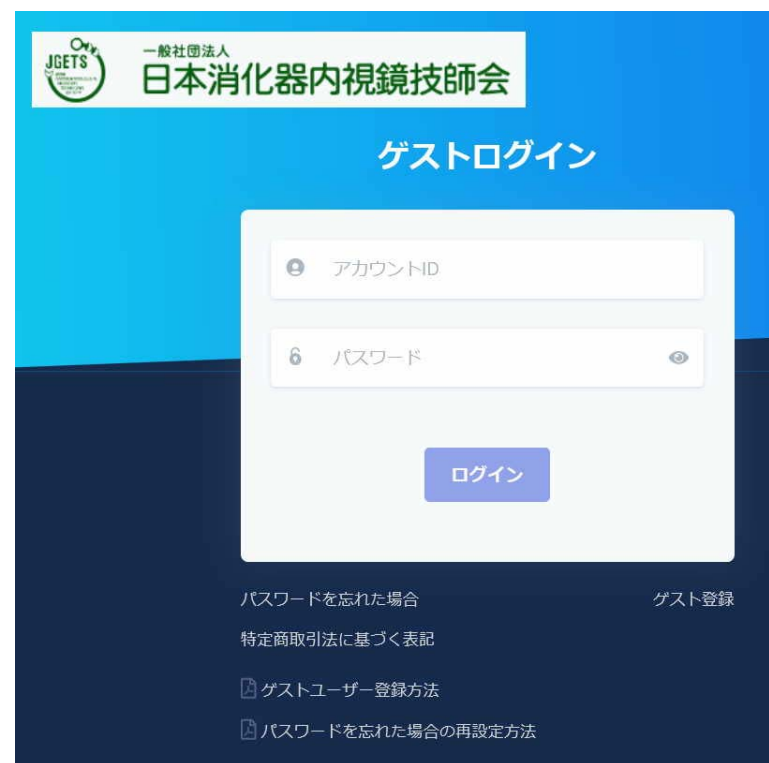 JGETS
一般社団法人
日本消化器内視鏡技師会
ゲストログイン
アカウントID
パスワード
ログイン
パスワードを忘れた場合
ゲスト登録
特定商取引法に基づく表記
ゲストユーザー登録方法
パスワードを忘れた場合の再設定方法